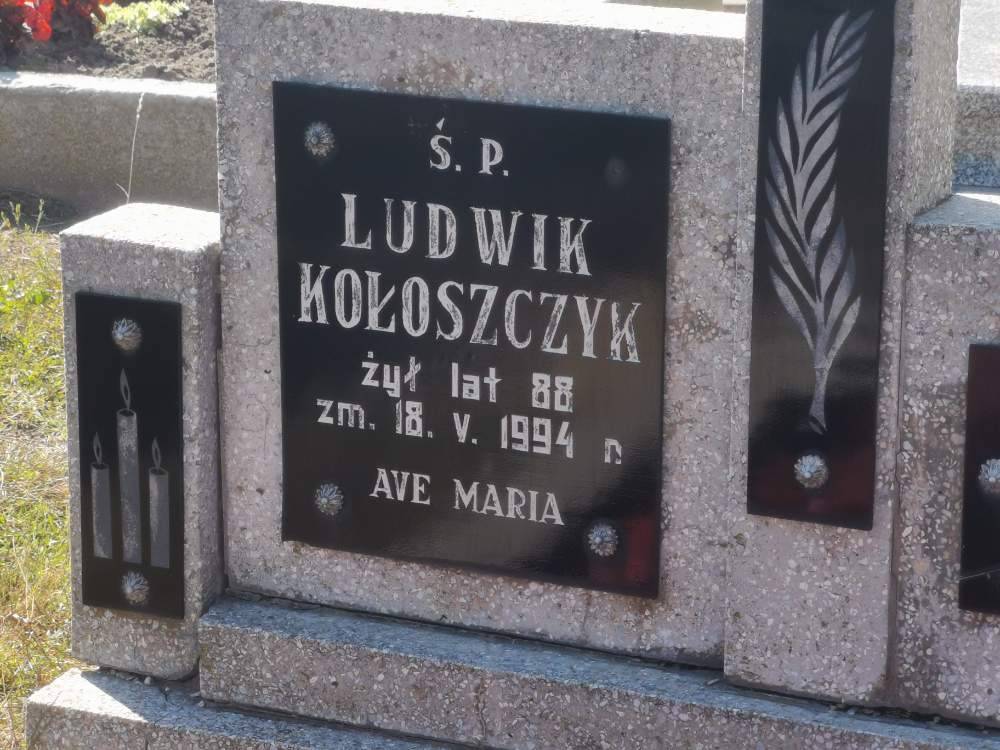 Ś. P.
LUDWIK
KOŁOSZCZYK
żył lat 88
zm. 18. V. 1994 r
AVE MARIA